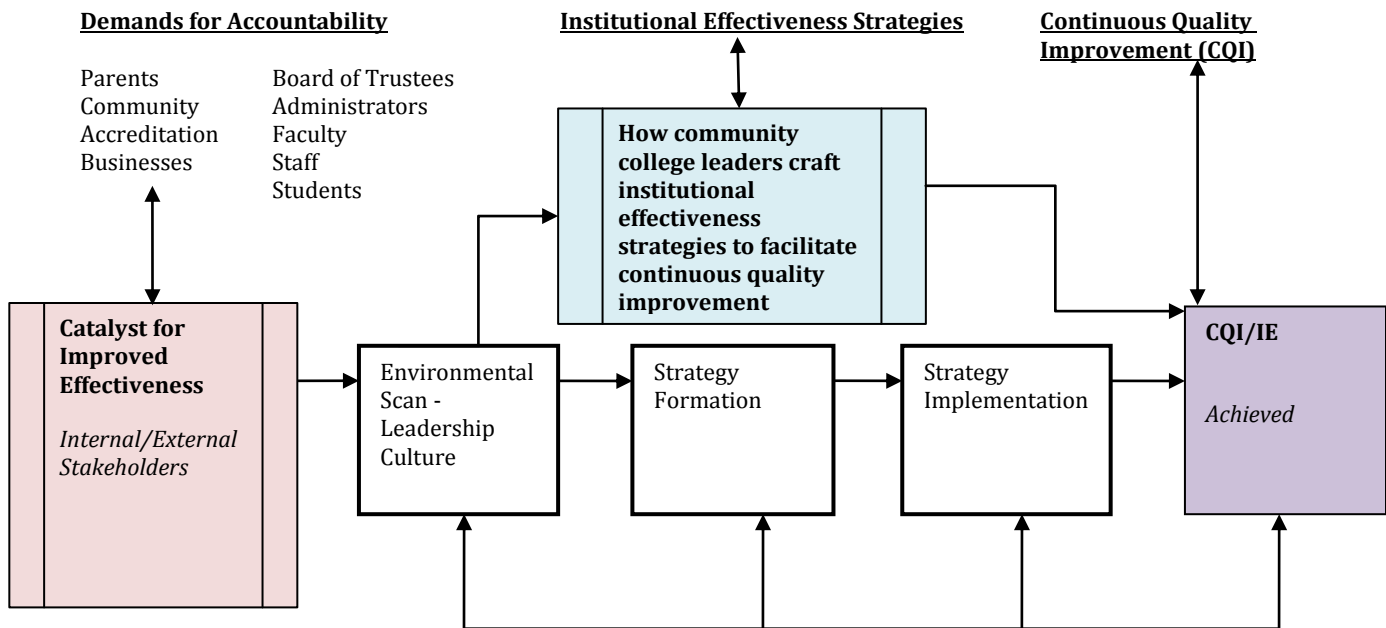 Demands for Accountability
Institutional Effectiveness Strategies
Continuous Quality
Improvement (CQI)
Parents
Community
Accreditation
Businesses
Board of Trustees
Administrators
Faculty
Staff
Students
How community
college leaders craft
institutional
effectiveness
strategies to facilitate
continuous quality
improvement
Catalyst for
Improved
Effectiveness
Internal/External
Stakeholders
Environmental
Scan -
Leadership
Culture
Strategy
Formation
Strategy
Implementation
CQI/IE
Achieved